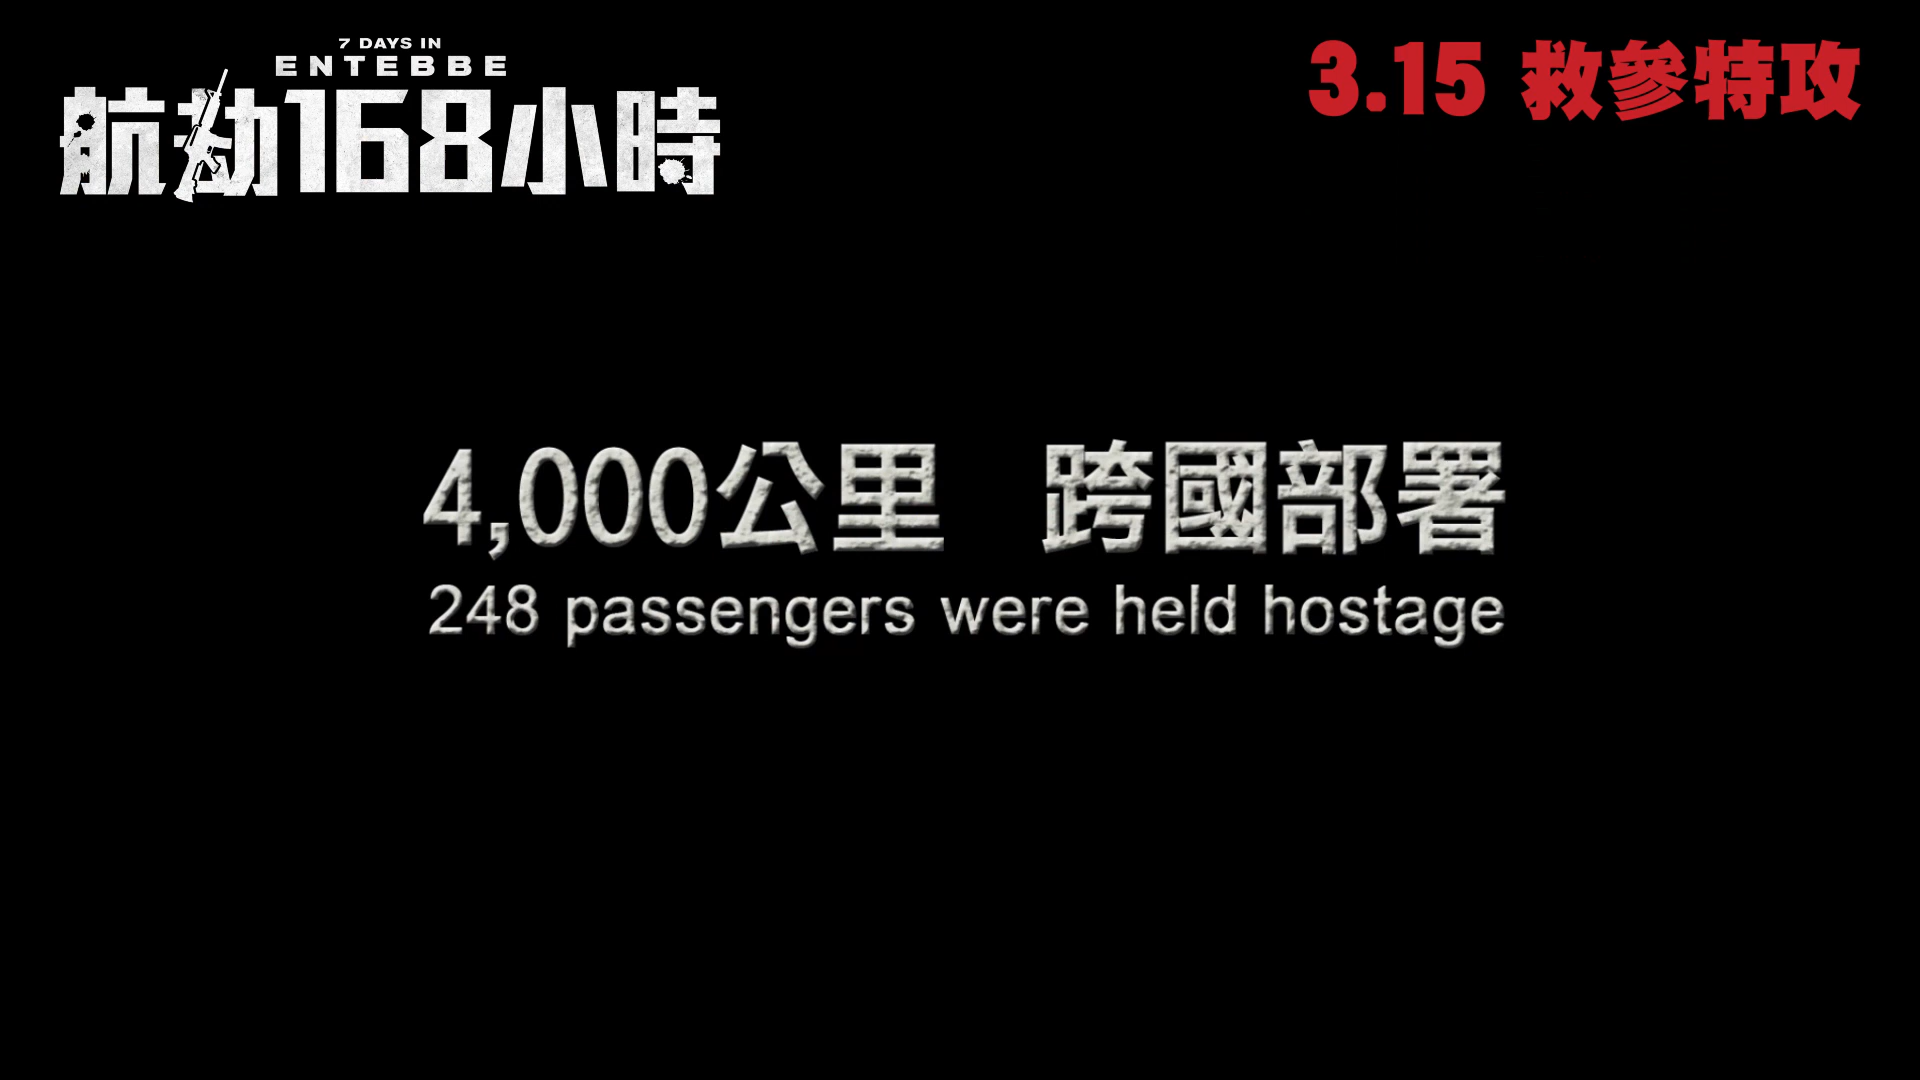 7 DAYS IN
ENTEBBE
航劫168小時
3.15 救參特攻
4,000公里 跨國部署
248 passengers were held hostage